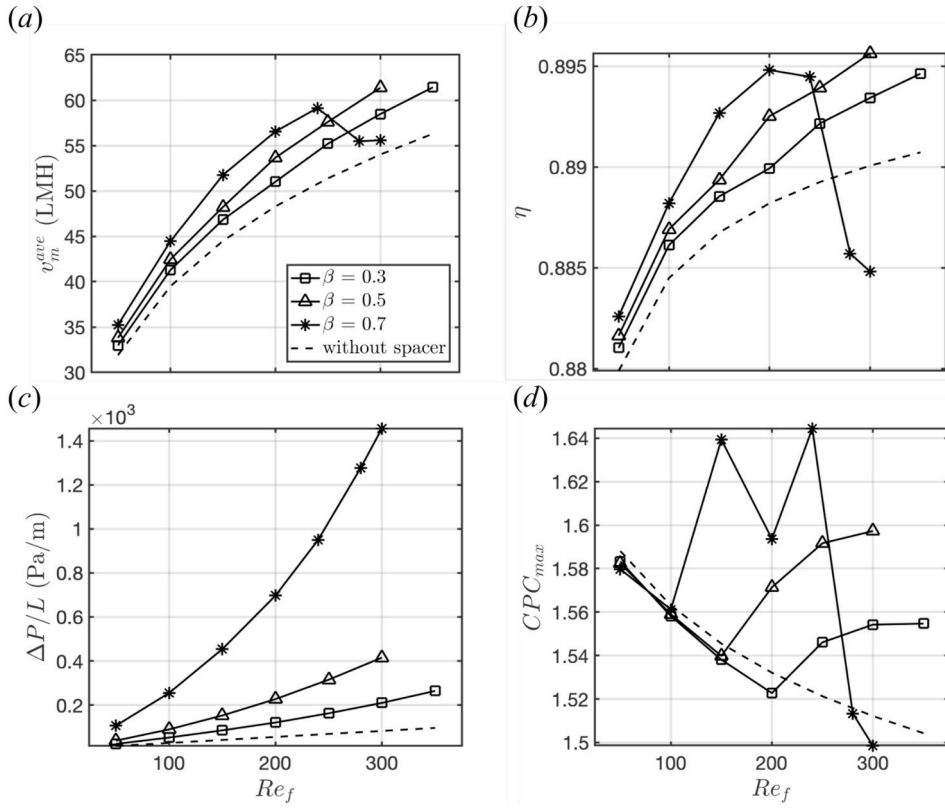 (a)
65
60
55
50
45
40
35
30
v_m^{ave} (LMH)
β = 0.3
β = 0.5
β = 0.7
without spacer
(b)
0.895
0.89
0.885
0.88
η
(c)
×10³
1.4
1.2
1
0.8
0.6
0.4
0.2
ΔP/L (Pa/m)
100
200
300
Re_f
(d)
1.64
1.62
1.6
1.58
1.56
1.54
1.52
1.5
CPC_{max}
100
200
300
Re_f